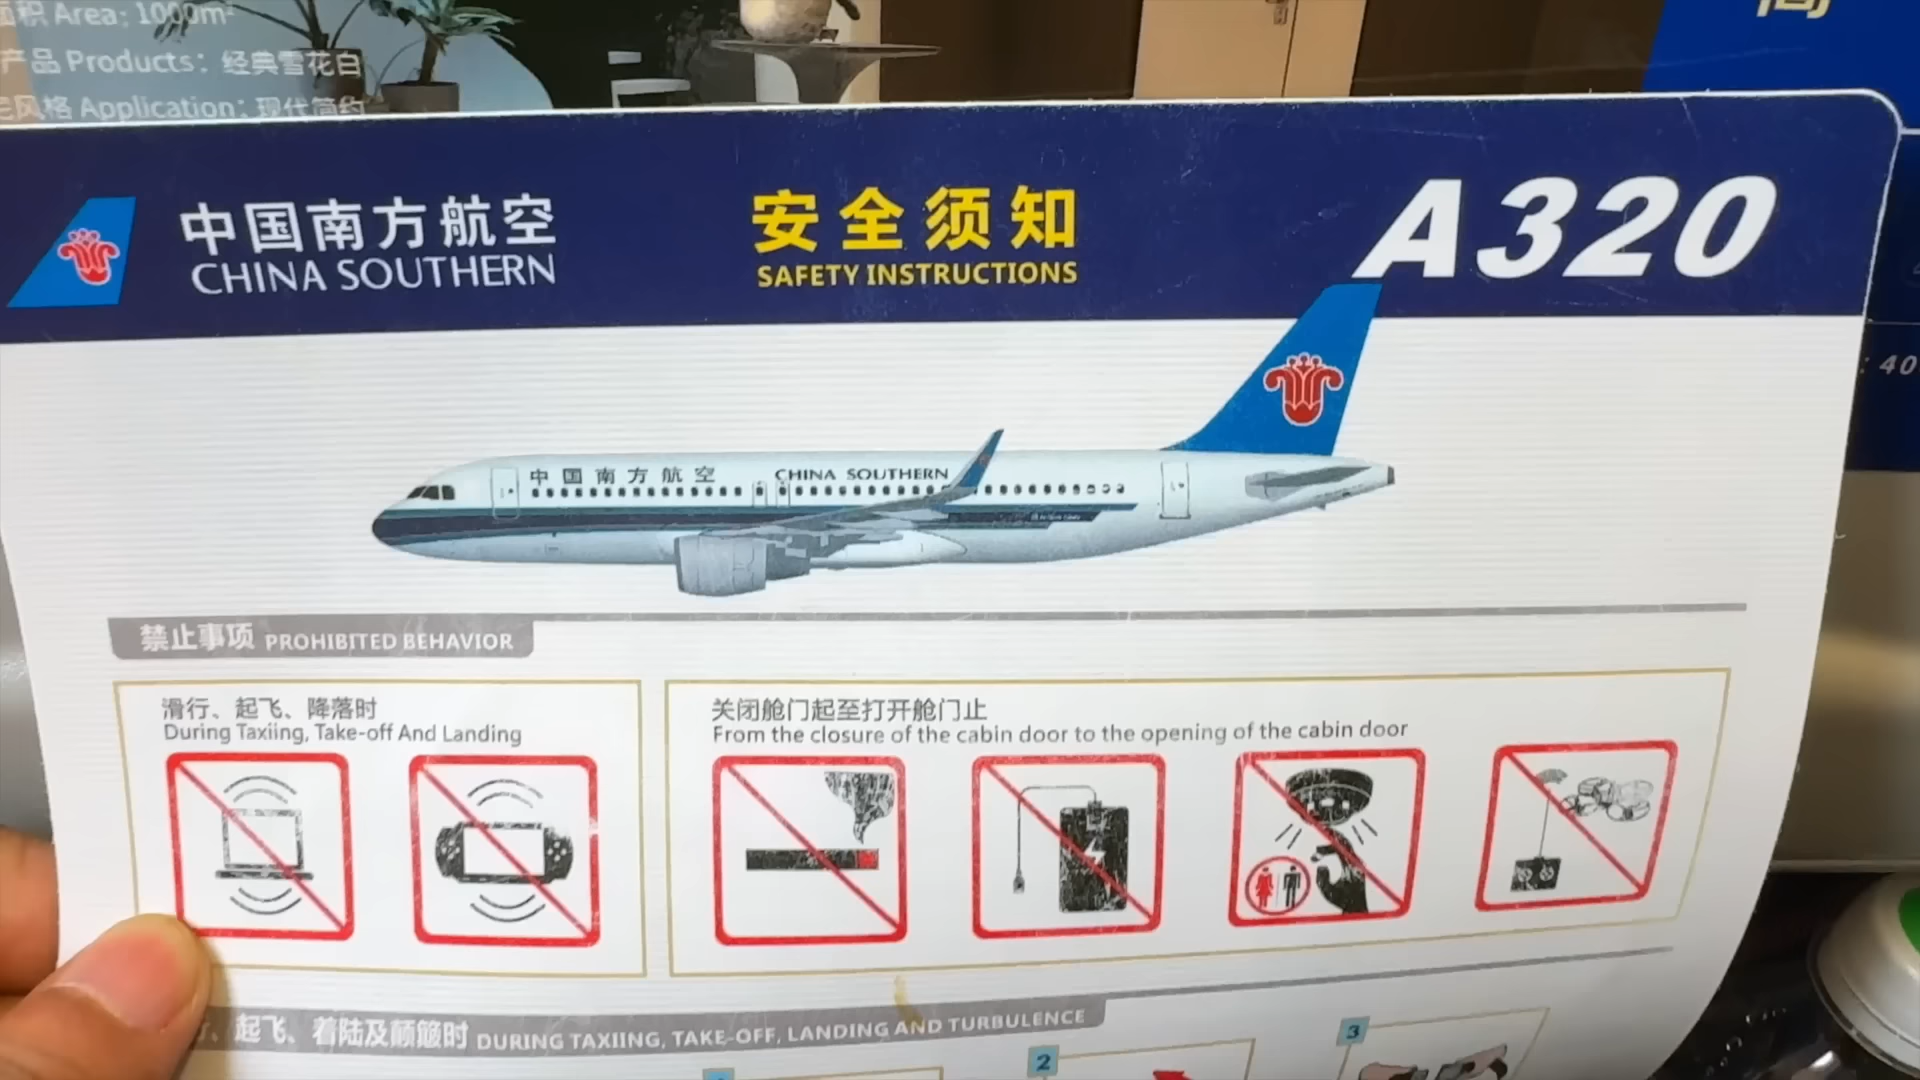 Area: 1000m²
产品 Products: 经典雪花白
风格 Application: 现代简约
中国南方航空
CHINA SOUTHERN
安全须知
SAFETY INSTRUCTIONS
A320
中国南方航空 CHINA SOUTHERN
: 40
禁止事项 PROHIBITED BEHAVIOR
滑行、起飞、降落时
During Taxiing, Take-off And Landing
关闭舱门起至打开舱门止
From the closure of the cabin door to the opening of the cabin door
起飞、着陆及颠簸时 DURING TAXIING, TAKE-OFF, LANDING AND TURBULENCE
2
3